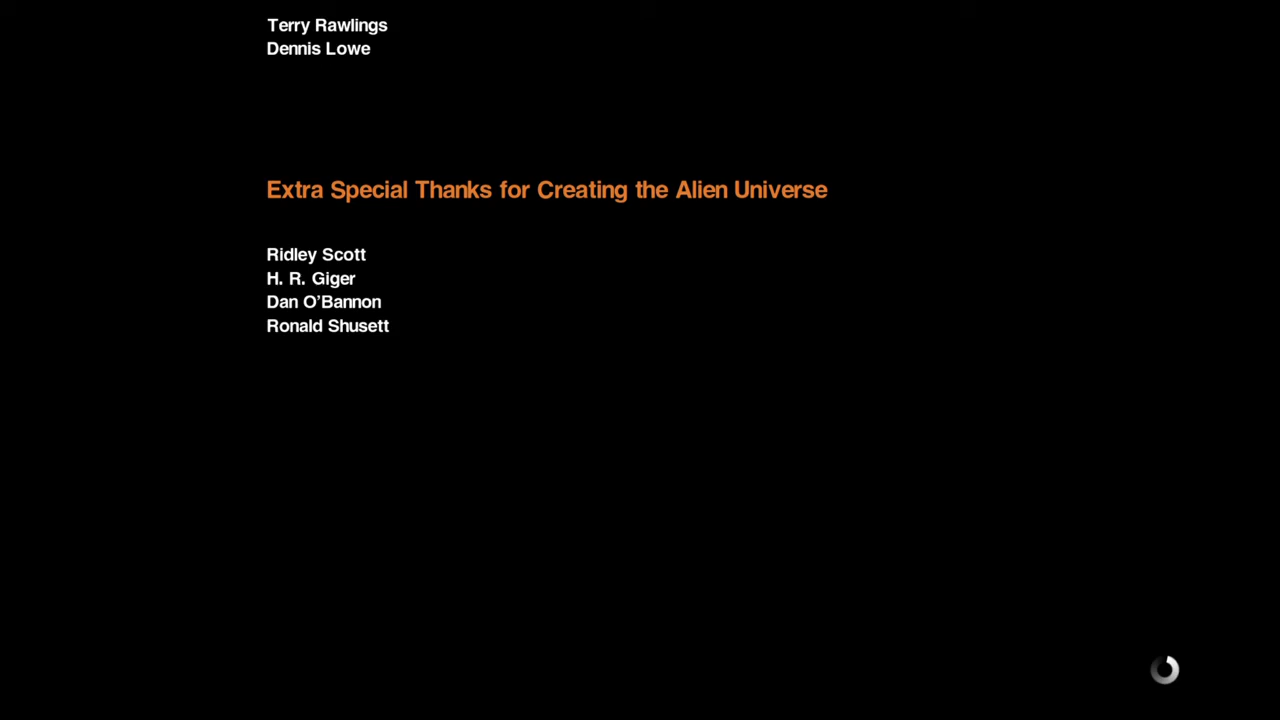 Terry Rawlings
Dennis Lowe
Extra Special Thanks for Creating the Alien Universe
Ridley Scott
H. R. Giger
Dan O’Bannon
Ronald Shusett